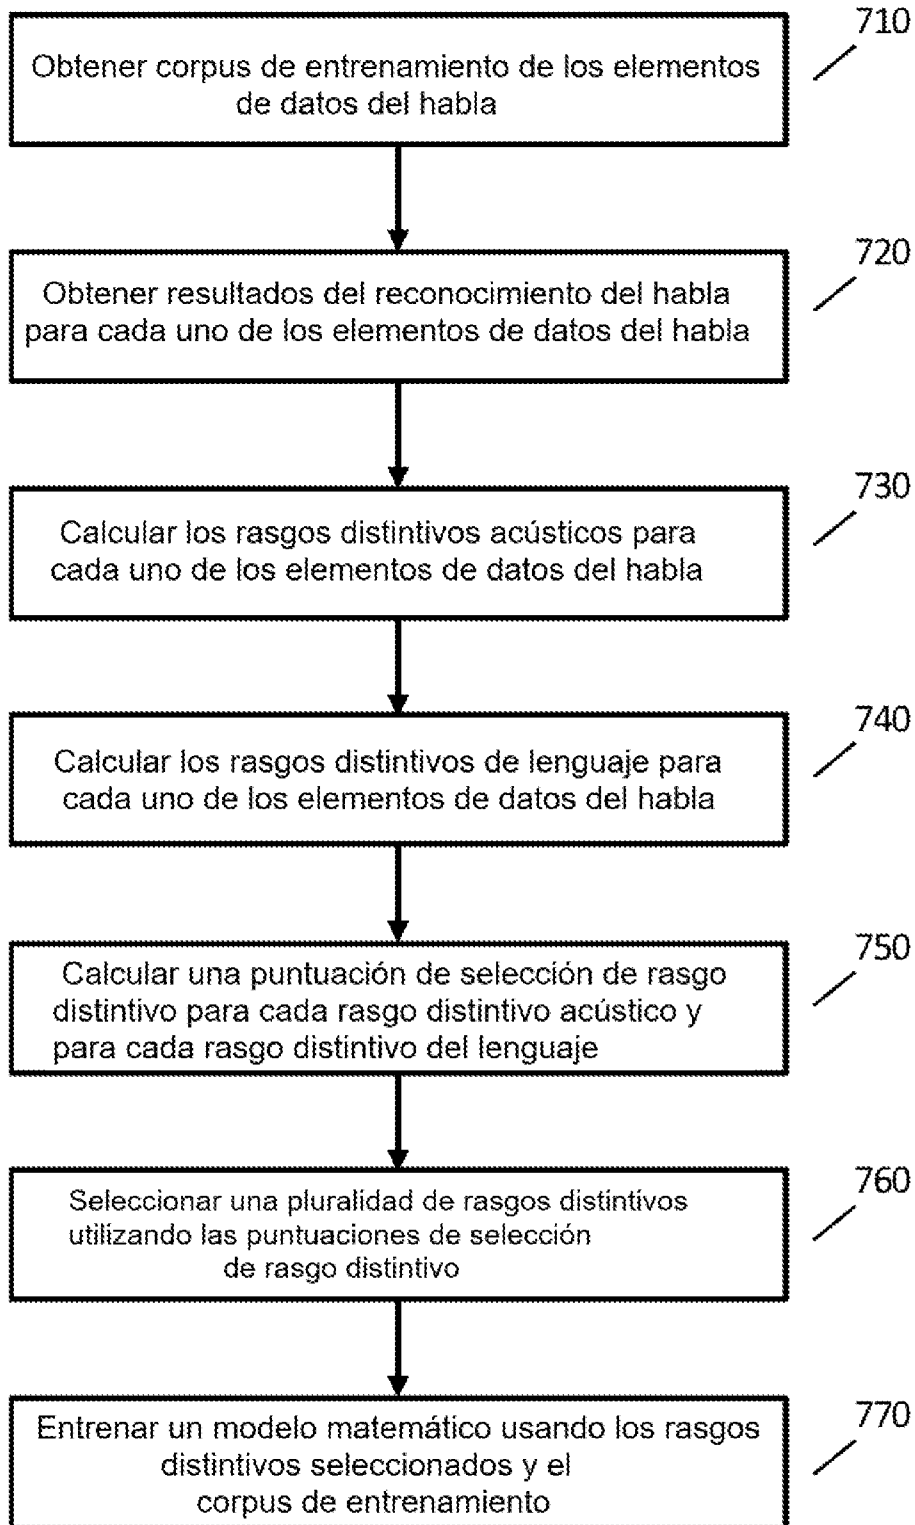 710
Obtener corpus de entrenamiento de los elementos
de datos del habla
720
Obtener resultados del reconocimiento del habla
para cada uno de los elementos de datos del habla
730
Calcular los rasgos distintivos acústicos para
cada uno de los elementos de datos del habla
740
Calcular los rasgos distintivos de lenguaje para
cada uno de los elementos de datos del habla
750
Calcular una puntuación de selección de rasgo
distintivo para cada rasgo distintivo acústico y
para cada rasgo distintivo del lenguaje
760
Seleccionar una pluralidad de rasgos distintivos
utilizando las puntuaciones de selección
de rasgo distintivo
770
Entrenar un modelo matemático usando los rasgos
distintivos seleccionados y el
corpus de entrenamiento